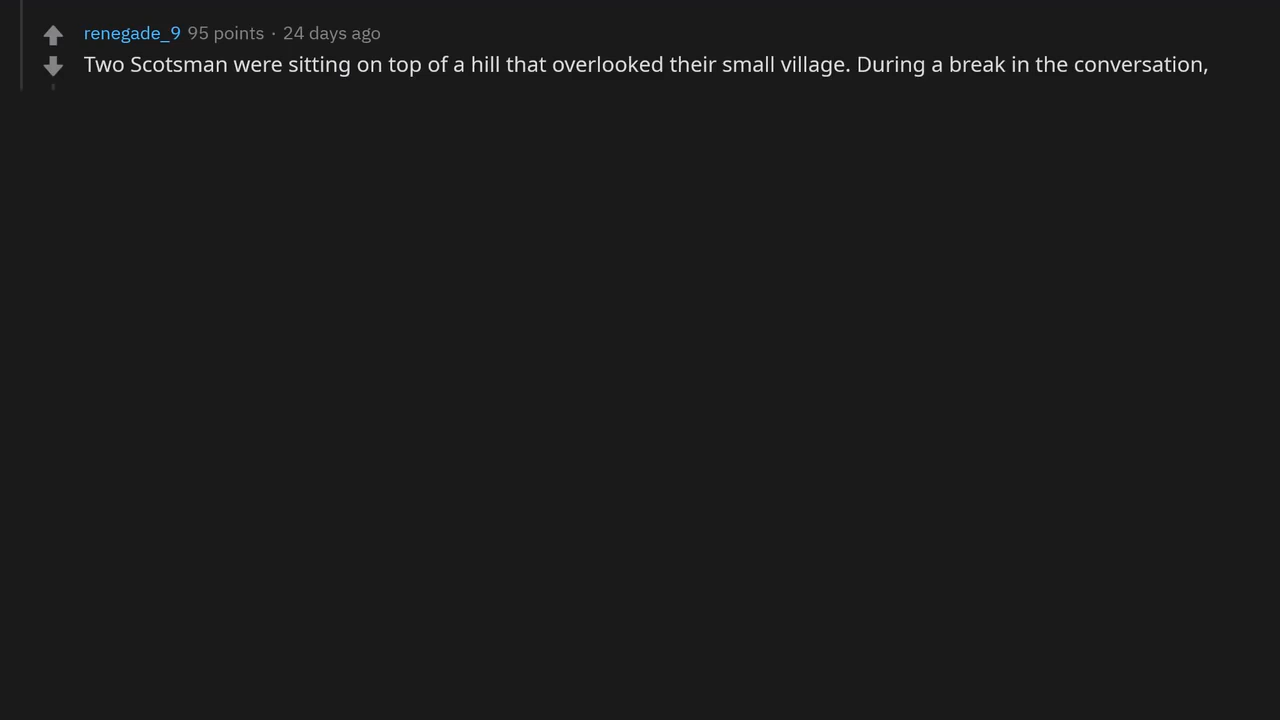 renegade_9 95 points · 24 days ago
Two Scotsman were sitting on top of a hill that overlooked their small village. During a break in the conversation,